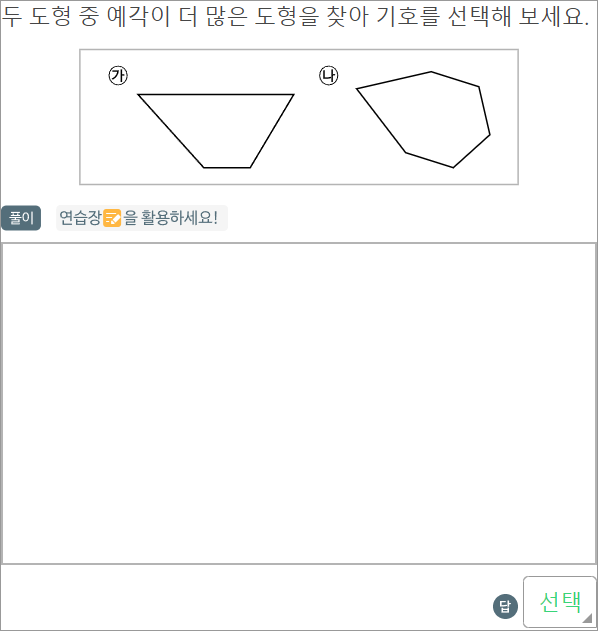 두 도형 중 예각이 더 많은 도형을 찾아 기호를 선택해 보세요.
㉮ ㉯
풀이 연습장을 활용하세요!
답 선택